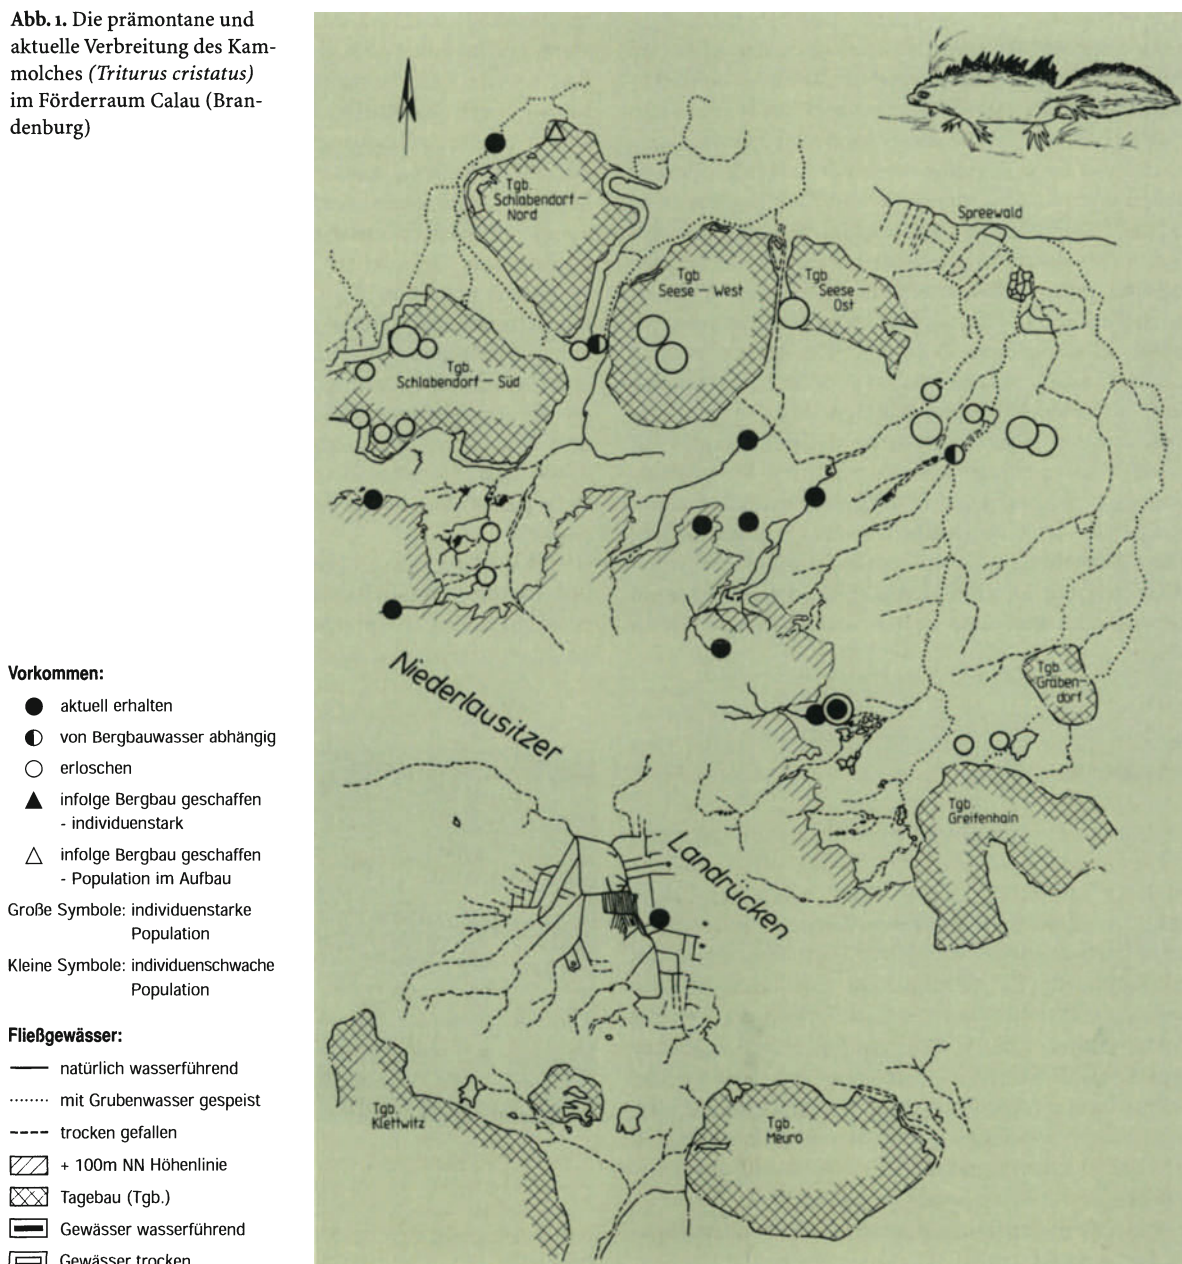 Abb. 1. Die prämontane und
aktuelle Verbreitung des Kam-
molches (Triturus cristatus)
im Förderraum Calau (Bran-
denburg)
Tgb.
Schlabendorf –
Nord
Spreewald
Tgb.
Seese – West
Tgb.
Seese –
Ost
Tgb.
Schlabendorf – Süd
Niederlausitzer
Landrücken
Tgb.
Gräben-
dorf
Tgb.
Greifenhain
Tgb.
Klettwitz
Tgb.
Meuro
Vorkommen:
aktuell erhalten
von Bergbauwasser abhängig
erloschen
infolge Bergbau geschaffen
- individuenstark
infolge Bergbau geschaffen
- Population im Aufbau
Große Symbole: individuenstarke
Population
Kleine Symbole: individuenschwache
Population
Fließgewässer:
natürlich wasserführend
mit Grubenwasser gespeist
trocken gefallen
+ 100m NN Höhenlinie
Tagebau (Tgb.)
Gewässer wasserführend
Gewässer trocken